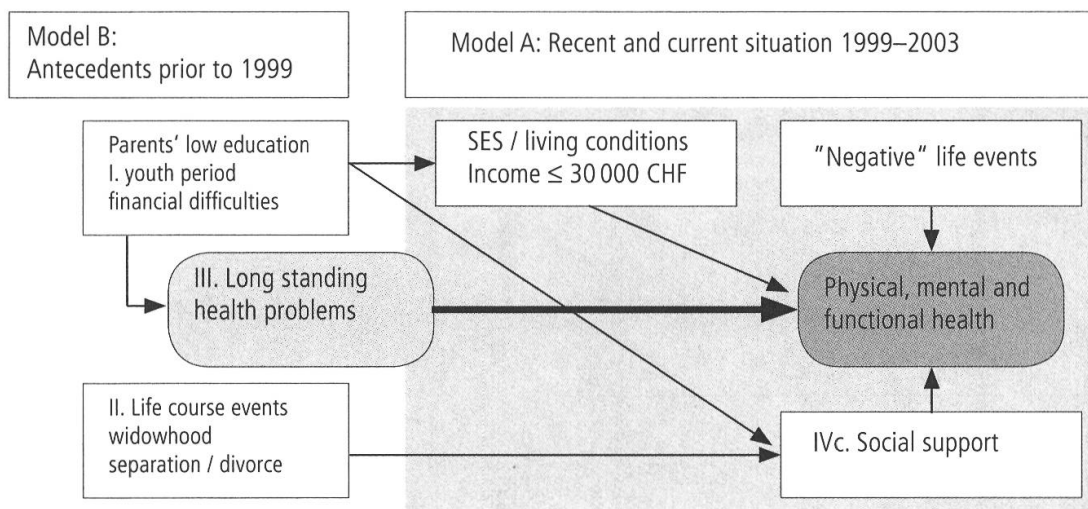 Model B:
Antecedents prior to 1999
Model A: Recent and current situation 1999–2003
Parents‘ low education
I. youth period
financial difficulties
SES / living conditions
Income ≤ 30 000 CHF
”Negative“ life events
III. Long standing
health problems
Physical, mental and
functional health
II. Life course events
widowhood
separation / divorce
IVc. Social support